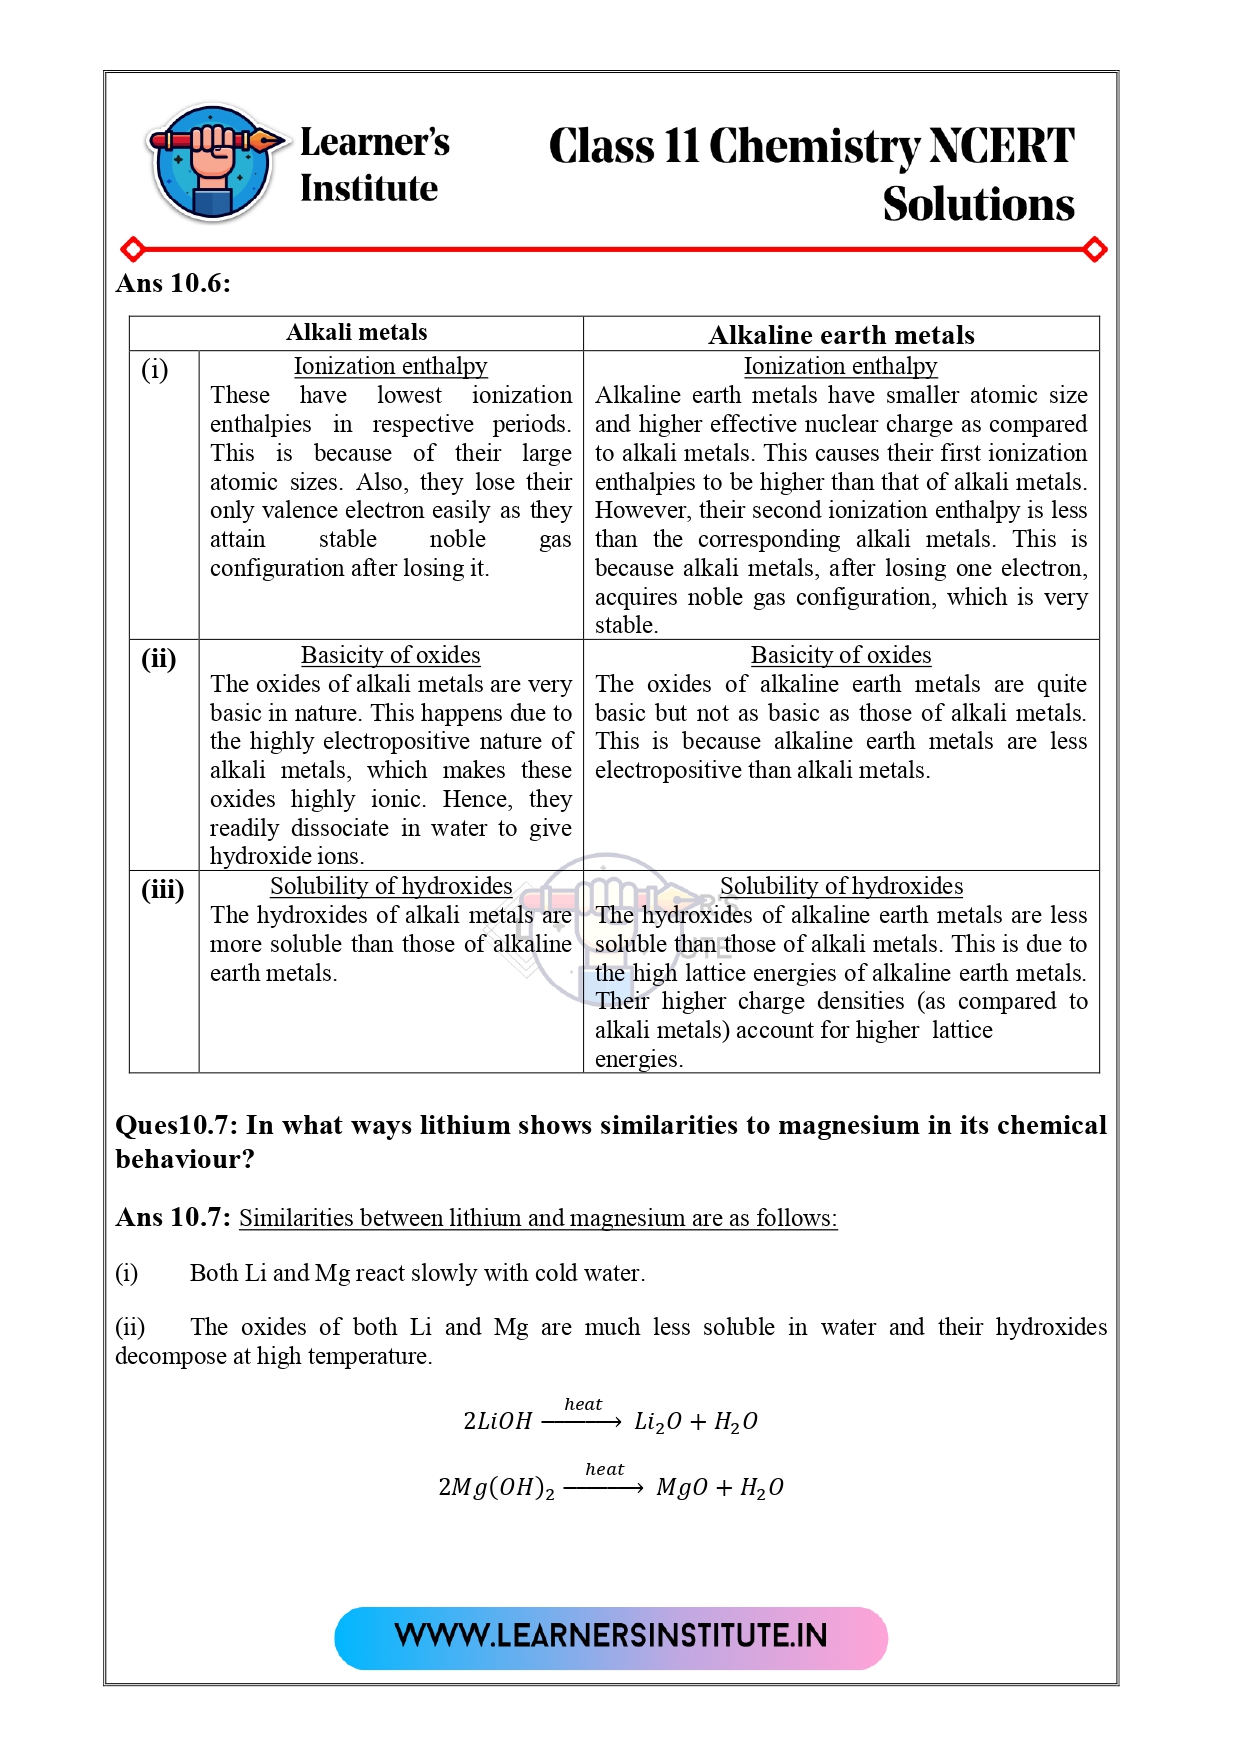 Learner's
Institute
Class 11 Chemistry NCERT
Solutions
Ans 10.6:
Alkali metals
Alkaline earth metals
(i)
Ionization enthalpy
These have lowest ionization
enthalpies in respective periods.
This is because of their large
atomic sizes. Also, they lose their
only valence electron easily as they
attain stable noble gas
configuration after losing it.
Ionization enthalpy
Alkaline earth metals have smaller atomic size
and higher effective nuclear charge as compared
to alkali metals. This causes their first ionization
enthalpies to be higher than that of alkali metals.
However, their second ionization enthalpy is less
than the corresponding alkali metals. This is
because alkali metals, after losing one electron,
acquires noble gas configuration, which is very
stable.
(ii)
Basicity of oxides
The oxides of alkali metals are very
basic in nature. This happens due to
the highly electropositive nature of
alkali metals, which makes these
oxides highly ionic. Hence, they
readily dissociate in water to give
hydroxide ions.
Basicity of oxides
The oxides of alkaline earth metals are quite
basic but not as basic as those of alkali metals.
This is because alkaline earth metals are less
electropositive than alkali metals.
(iii)
Solubility of hydroxides
The hydroxides of alkali metals are
more soluble than those of alkaline
earth metals.
Solubility of hydroxides
The hydroxides of alkaline earth metals are less
soluble than those of alkali metals. This is due to
the high lattice energies of alkaline earth metals.
Their higher charge densities (as compared to
alkali metals) account for higher lattice
energies.
Ques10.7: In what ways lithium shows similarities to magnesium in its chemical
behaviour?
Ans 10.7: Similarities between lithium and magnesium are as follows:
(i) Both Li and Mg react slowly with cold water.
(ii) The oxides of both Li and Mg are much less soluble in water and their hydroxides
decompose at high temperature.
2LiOH —heat→ Li₂O + H₂O
2Mg(OH)₂ —heat→ MgO + H₂O
WWW.LEARNERSINSTITUTE.IN